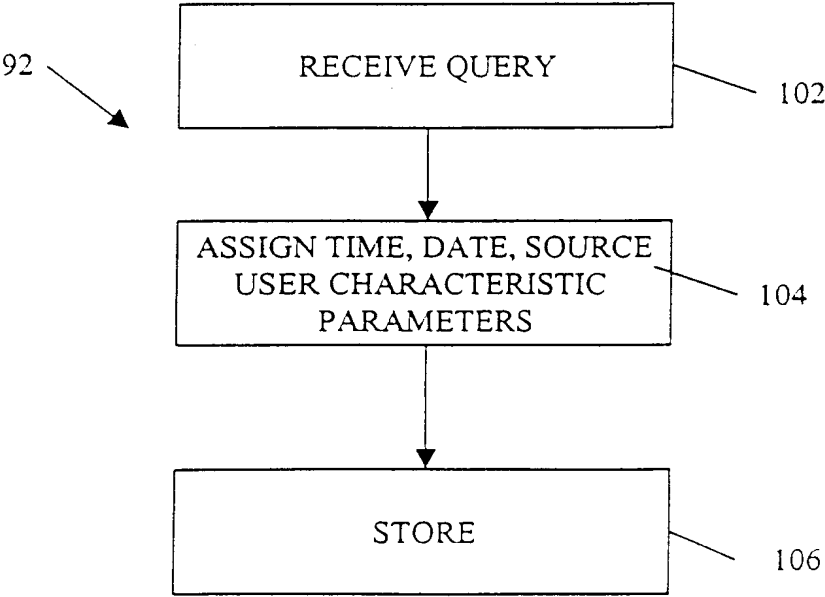 RECEIVE QUERY
92
102
ASSIGN TIME, DATE, SOURCE
USER CHARACTERISTIC
PARAMETERS
104
STORE
106